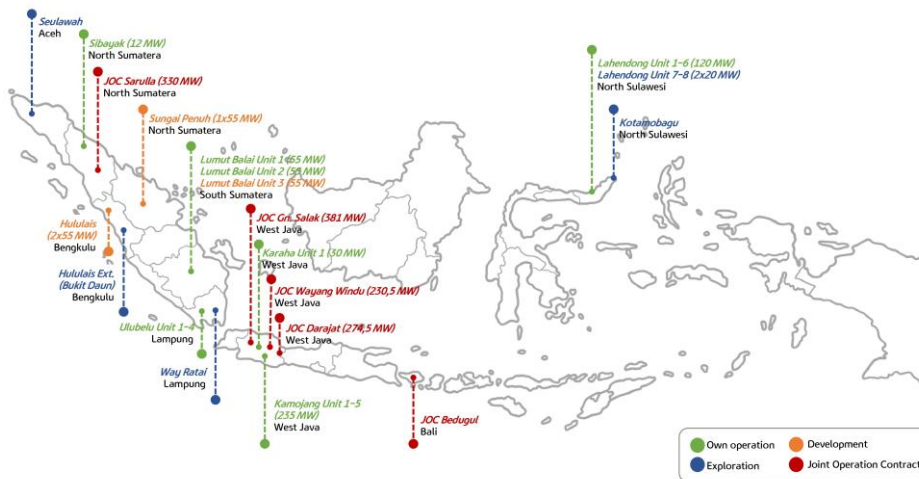 Seulawah
Aceh
Sibayak (12 MW)
North Sumatera
JOC Sarulla (330 MW)
North Sumatera
Sungai Penuh (1x55 MW)
North Sumatera
Lumut Balai Unit 1 (55 MW)
Lumut Balai Unit 2 (55 MW)
Lumut Balai Unit 3 (55 MW)
South Sumatera
Lahendong Unit 1-6 (120 MW)
Lahendong Unit 7-8 (2x20 MW)
North Sulawesi
Kotamobagu
North Sulawesi
JOC Gn. Salak (381 MW)
West Java
Karaha Unit 1 (30 MW)
West Java
JOC Wayang Windu (230,5 MW)
West Java
JOC Darajat (274,5 MW)
West Java
Hululais
(2x55 MW)
Bengkulu
Hululais Ext.
(Bukit Daun)
Bengkulu
Ulubelu Unit 1-4
Lampung
Way Ratai
Lampung
Kamojang Unit 1-5
(235 MW)
West Java
JOC Bedugul
Bali
Own operation
Development
Exploration
Joint Operation Contract